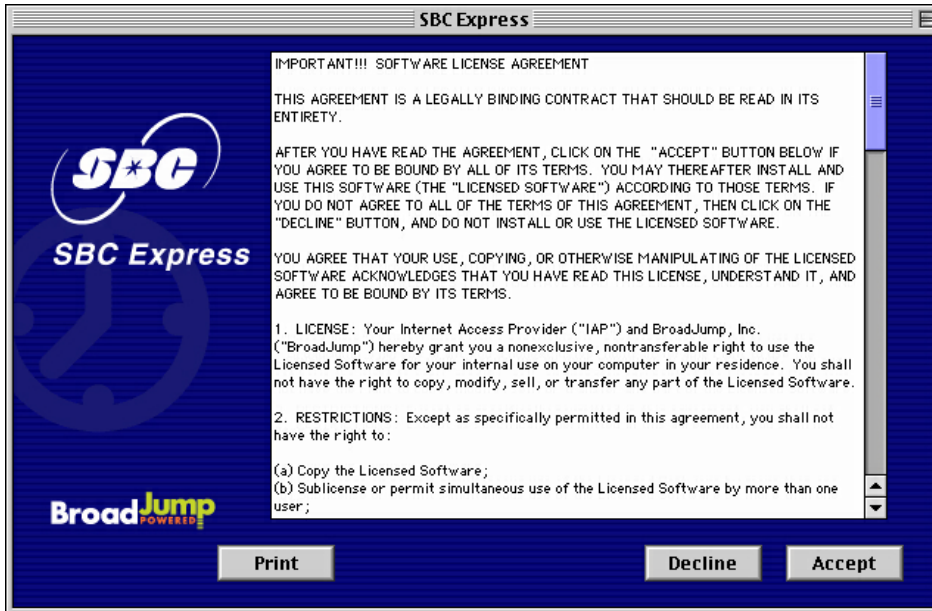 SBC Express
IMPORTANT!!! SOFTWARE LICENSE AGREEMENT
THIS AGREEMENT IS A LEGALLY BINDING CONTRACT THAT SHOULD BE READ IN ITS
ENTIRETY.
AFTER YOU HAVE READ THE AGREEMENT, CLICK ON THE "ACCEPT" BUTTON BELOW IF
YOU AGREE TO BE BOUND BY ALL OF ITS TERMS. YOU MAY THEREAFTER INSTALL AND
USE THIS SOFTWARE (THE "LICENSED SOFTWARE") ACCORDING TO THOSE TERMS. IF
YOU DO NOT AGREE TO ALL OF THE TERMS OF THIS AGREEMENT, THEN CLICK ON THE
"DECLINE" BUTTON, AND DO NOT INSTALL OR USE THE LICENSED SOFTWARE.
YOU AGREE THAT YOUR USE, COPYING, OR OTHERWISE MANIPULATING OF THE LICENSED
SOFTWARE ACKNOWLEDGES THAT YOU HAVE READ THIS LICENSE, UNDERSTAND IT, AND
AGREE TO BE BOUND BY ITS TERMS.
1. LICENSE: Your Internet Access Provider ("IAP") and BroadJump, Inc.
("BroadJump") hereby grant you a nonexclusive, nontransferable right to use the
Licensed Software for your internal use on your computer in your residence. You shall
not have the right to copy, modify, sell, or transfer any part of the Licensed Software.
2. RESTRICTIONS: Except as specifically permitted in this agreement, you shall not
have the right to:
(a) Copy the Licensed Software;
(b) Sublicense or permit simultaneous use of the Licensed Software by more than one
user;
SBC
SBC Express
BroadJump
POWERED
Print
Decline
Accept